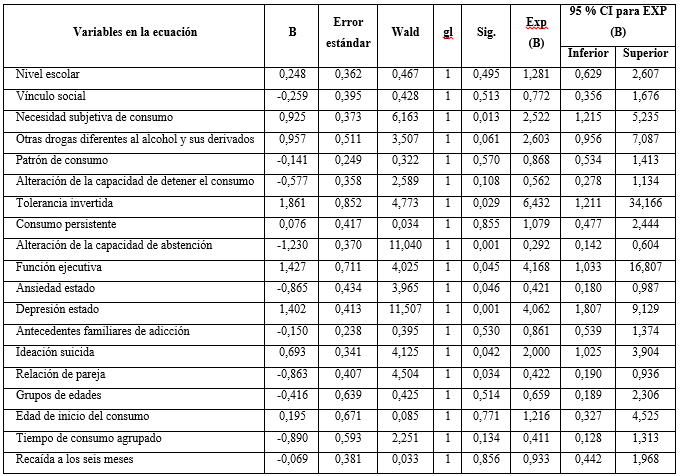 Variables en la ecuación B Error estándar Wald gl Sig. Exp (B) 95 % CI para EXP (B)
Inferior Superior
Nivel escolar 0,248 0,362 0,467 1 0,495 1,281 0,629 2,607
Vínculo social -0,259 0,395 0,428 1 0,513 0,772 0,356 1,676
Necesidad subjetiva de consumo 0,925 0,373 6,163 1 0,013 2,522 1,215 5,235
Otras drogas diferentes al alcohol y sus derivados 0,957 0,511 3,507 1 0,061 2,603 0,956 7,087
Patrón de consumo -0,141 0,249 0,322 1 0,570 0,868 0,534 1,413
Alteración de la capacidad de detener el consumo -0,577 0,358 2,589 1 0,108 0,562 0,278 1,134
Tolerancia invertida 1,861 0,852 4,773 1 0,029 6,432 1,211 34,166
Consumo persistente 0,076 0,417 0,034 1 0,855 1,079 0,477 2,444
Alteración de la capacidad de abstención -1,230 0,370 11,040 1 0,001 0,292 0,142 0,604
Función ejecutiva 1,427 0,711 4,025 1 0,045 4,168 1,033 16,807
Ansiedad estado -0,865 0,434 3,965 1 0,046 0,421 0,180 0,987
Depresión estado 1,402 0,413 11,507 1 0,001 4,062 1,807 9,129
Antecedentes familiares de adicción -0,150 0,238 0,395 1 0,530 0,861 0,539 1,374
Ideación suicida 0,693 0,341 4,125 1 0,042 2,000 1,025 3,904
Relación de pareja -0,863 0,407 4,504 1 0,034 0,422 0,190 0,936
Grupos de edades -0,416 0,639 0,425 1 0,514 0,659 0,189 2,306
Edad de inicio del consumo 0,195 0,671 0,085 1 0,771 1,216 0,327 4,525
Tiempo de consumo agrupado -0,890 0,593 2,251 1 0,134 0,411 0,128 1,313
Recaída a los seis meses -0,069 0,381 0,033 1 0,856 0,933 0,442 1,968